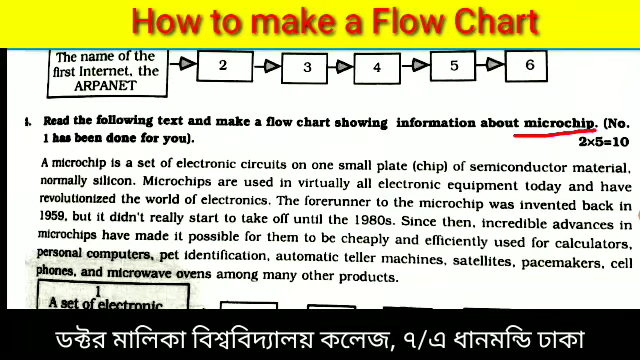 How to make a Flow Chart
The name of the
first Internet, the
ARPANET
2
3
4
5
6
Read the following text and make a flow chart showing information about microchip. (No.
1 has been done for you).
2×5=10
A microchip is a set of electronic circuits on one small plate (chip) of semiconductor material,
normally silicon. Microchips are used in virtually all electronic equipment today and have
revolutionized the world of electronics. The forerunner to the microchip was invented back in
1959, but it didn't really start to take off until the 1980s. Since then, incredible advances in
microchips have made it possible for them to be cheaply and efficiently used for calculators,
personal computers, pet identification, automatic teller machines, satellites, pacemakers, cell
phones, and microwave ovens among many other products.
1
A set of electronic
ডক্টর মালিকা বিশ্ববিদ্যালয় কলেজ, ৭/এ ধানমন্ডি ঢাকা